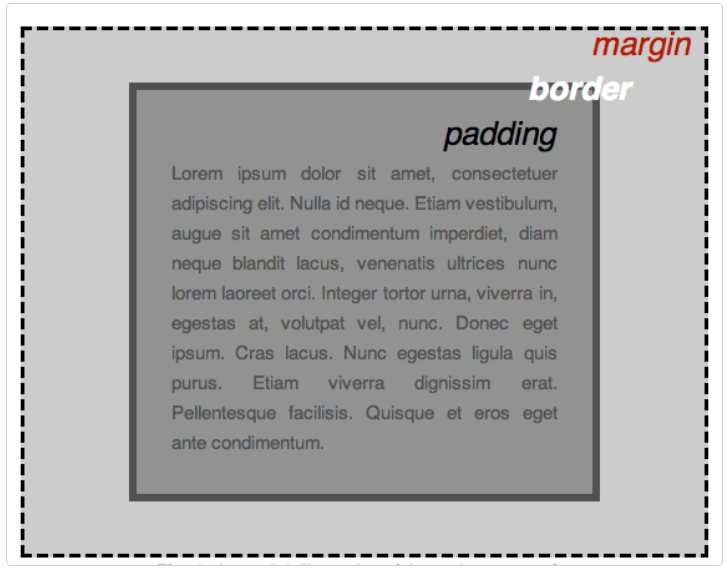 margin
border
padding
Lorem ipsum dolor sit amet, consectetuer
adipiscing elit. Nulla id neque. Etiam vestibulum,
augue sit amet condimentum imperdiet, diam
neque blandit lacus, venenatis ultrices nunc
lorem laoreet orci. Integer tortor urna, viverra in,
egestas at, volutpat vel, nunc. Donec eget
ipsum. Cras lacus. Nunc egestas ligula quis
purus. Etiam viverra dignissim erat.
Pellentesque facilisis. Quisque et eros eget
ante condimentum.